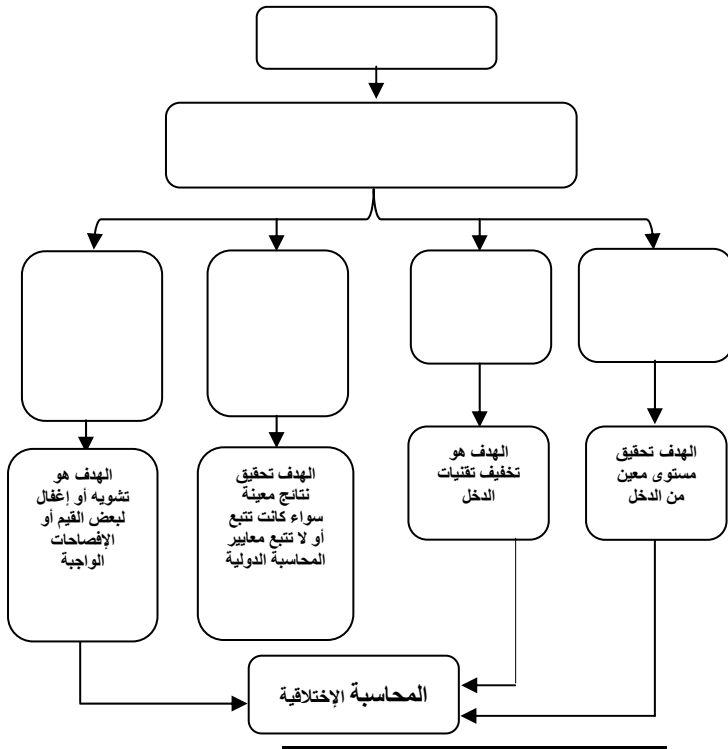 الهدف تحقيق
مستوى معين
من الدخل
الهدف هو
تخفيف تقنيات
الدخل
الهدف تحقيق
نتائج معينة
سواء كانت تتبع
أو لا تتبع معايير
المحاسبة الدولية
الهدف هو
تشويه أو إغفال
لبعض القيم أو
الإفصاحات
الواجبة
المحاسبة الإختلاقية